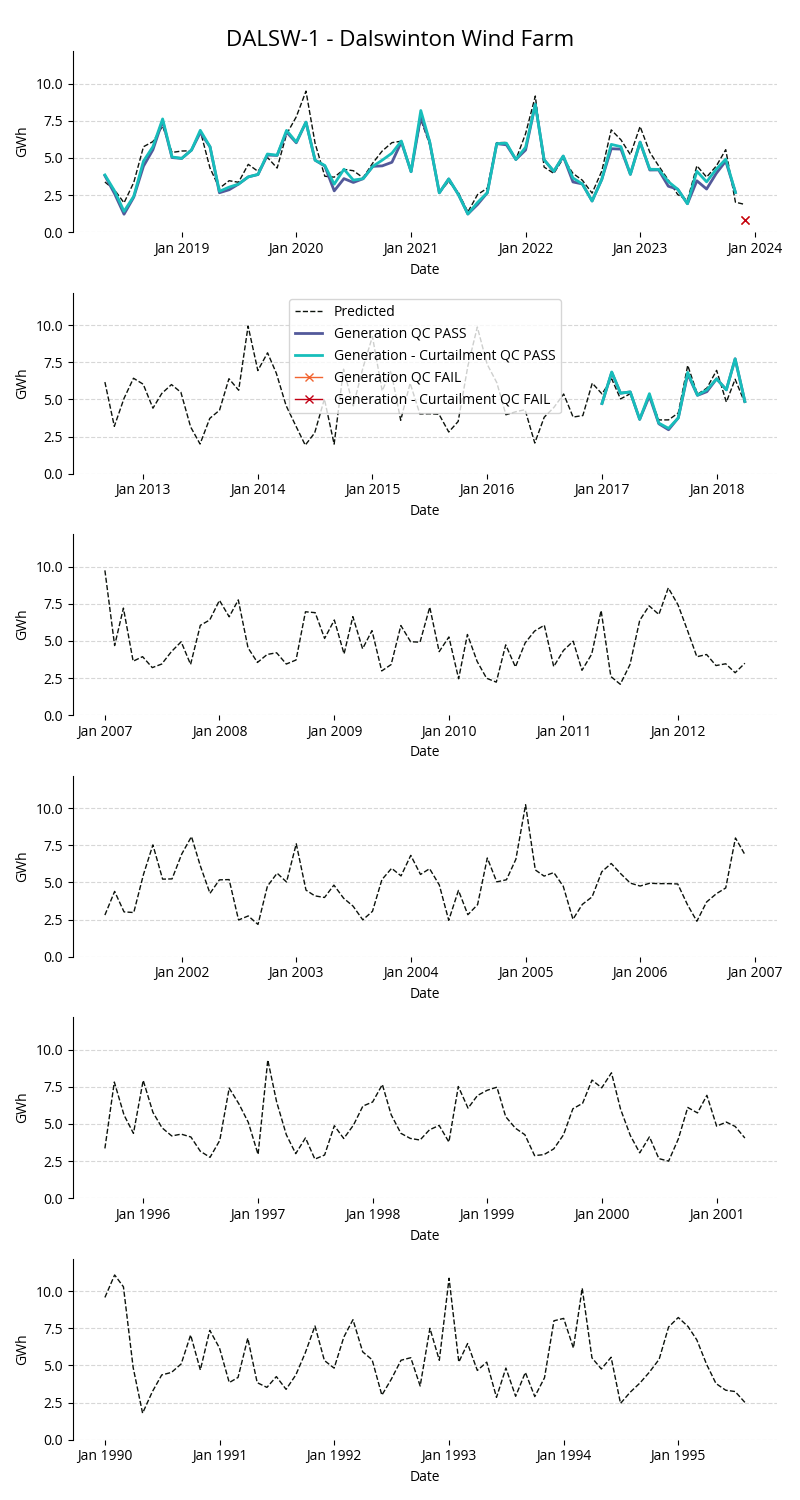 DALSW-1 - Dalswinton Wind Farm
10.0
7.5
5.0
2.5
0.0
GWh
Jan 2019 Jan 2020 Jan 2021 Jan 2022 Jan 2023 Jan 2024
Date
10.0
7.5
5.0
2.5
0.0
GWh
Predicted
Generation QC PASS
Generation - Curtailment QC PASS
Generation QC FAIL
Generation - Curtailment QC FAIL
Jan 2013 Jan 2014 Jan 2015 Jan 2016 Jan 2017 Jan 2018
Date
10.0
7.5
5.0
2.5
0.0
GWh
Jan 2007 Jan 2008 Jan 2009 Jan 2010 Jan 2011 Jan 2012
Date
10.0
7.5
5.0
2.5
0.0
GWh
Jan 2002 Jan 2003 Jan 2004 Jan 2005 Jan 2006 Jan 2007
Date
10.0
7.5
5.0
2.5
0.0
GWh
Jan 1996 Jan 1997 Jan 1998 Jan 1999 Jan 2000 Jan 2001
Date
10.0
7.5
5.0
2.5
0.0
GWh
Jan 1990 Jan 1991 Jan 1992 Jan 1993 Jan 1994 Jan 1995
Date